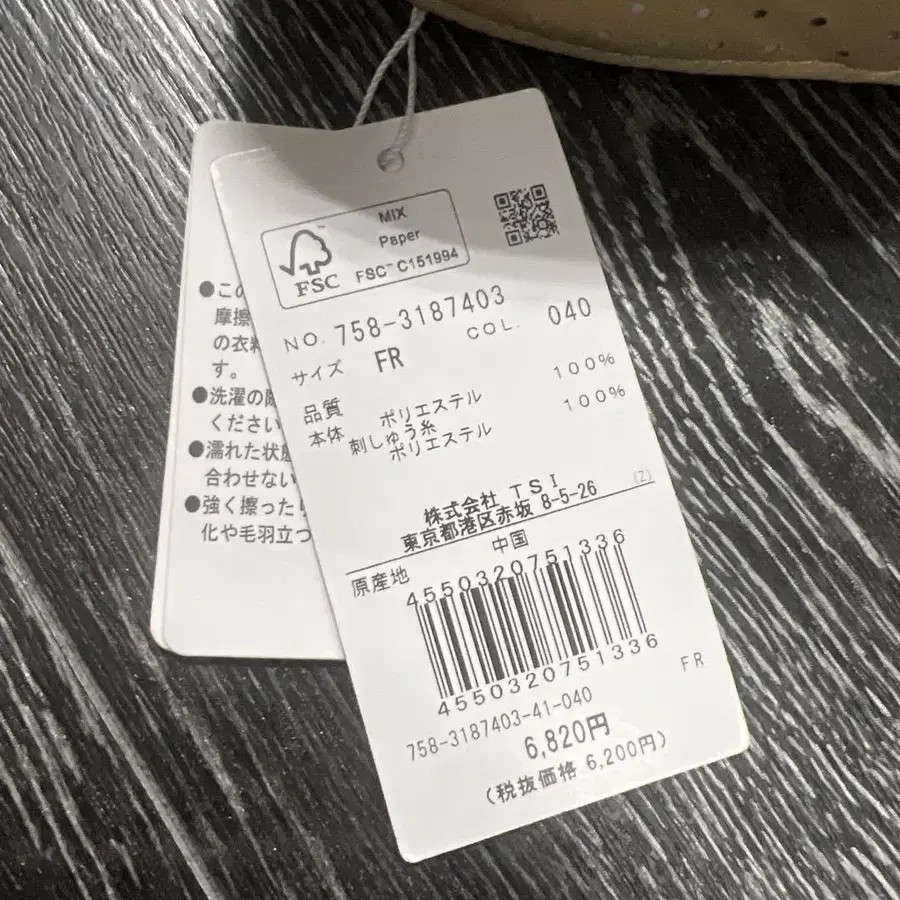 MIX
Paper
FSC™ C151994
FSC
NO. 758-3187403
COL. 040
サイズ FR
品質
本体 ポリエステル 100%
刺しゅう糸
ポリエステル 100%
株式会社 TSI
東京都港区赤坂 8-5-26 (Z)
原産地 中国
4550320751336
4550320751336
FR
758-3187403-41-040
6,820円
(税抜価格 6,200円)
●この
摩擦
の衣料
す。
●洗濯の際
ください
●濡れた状態
合わせない
●強く擦ったり
化や毛羽立つ